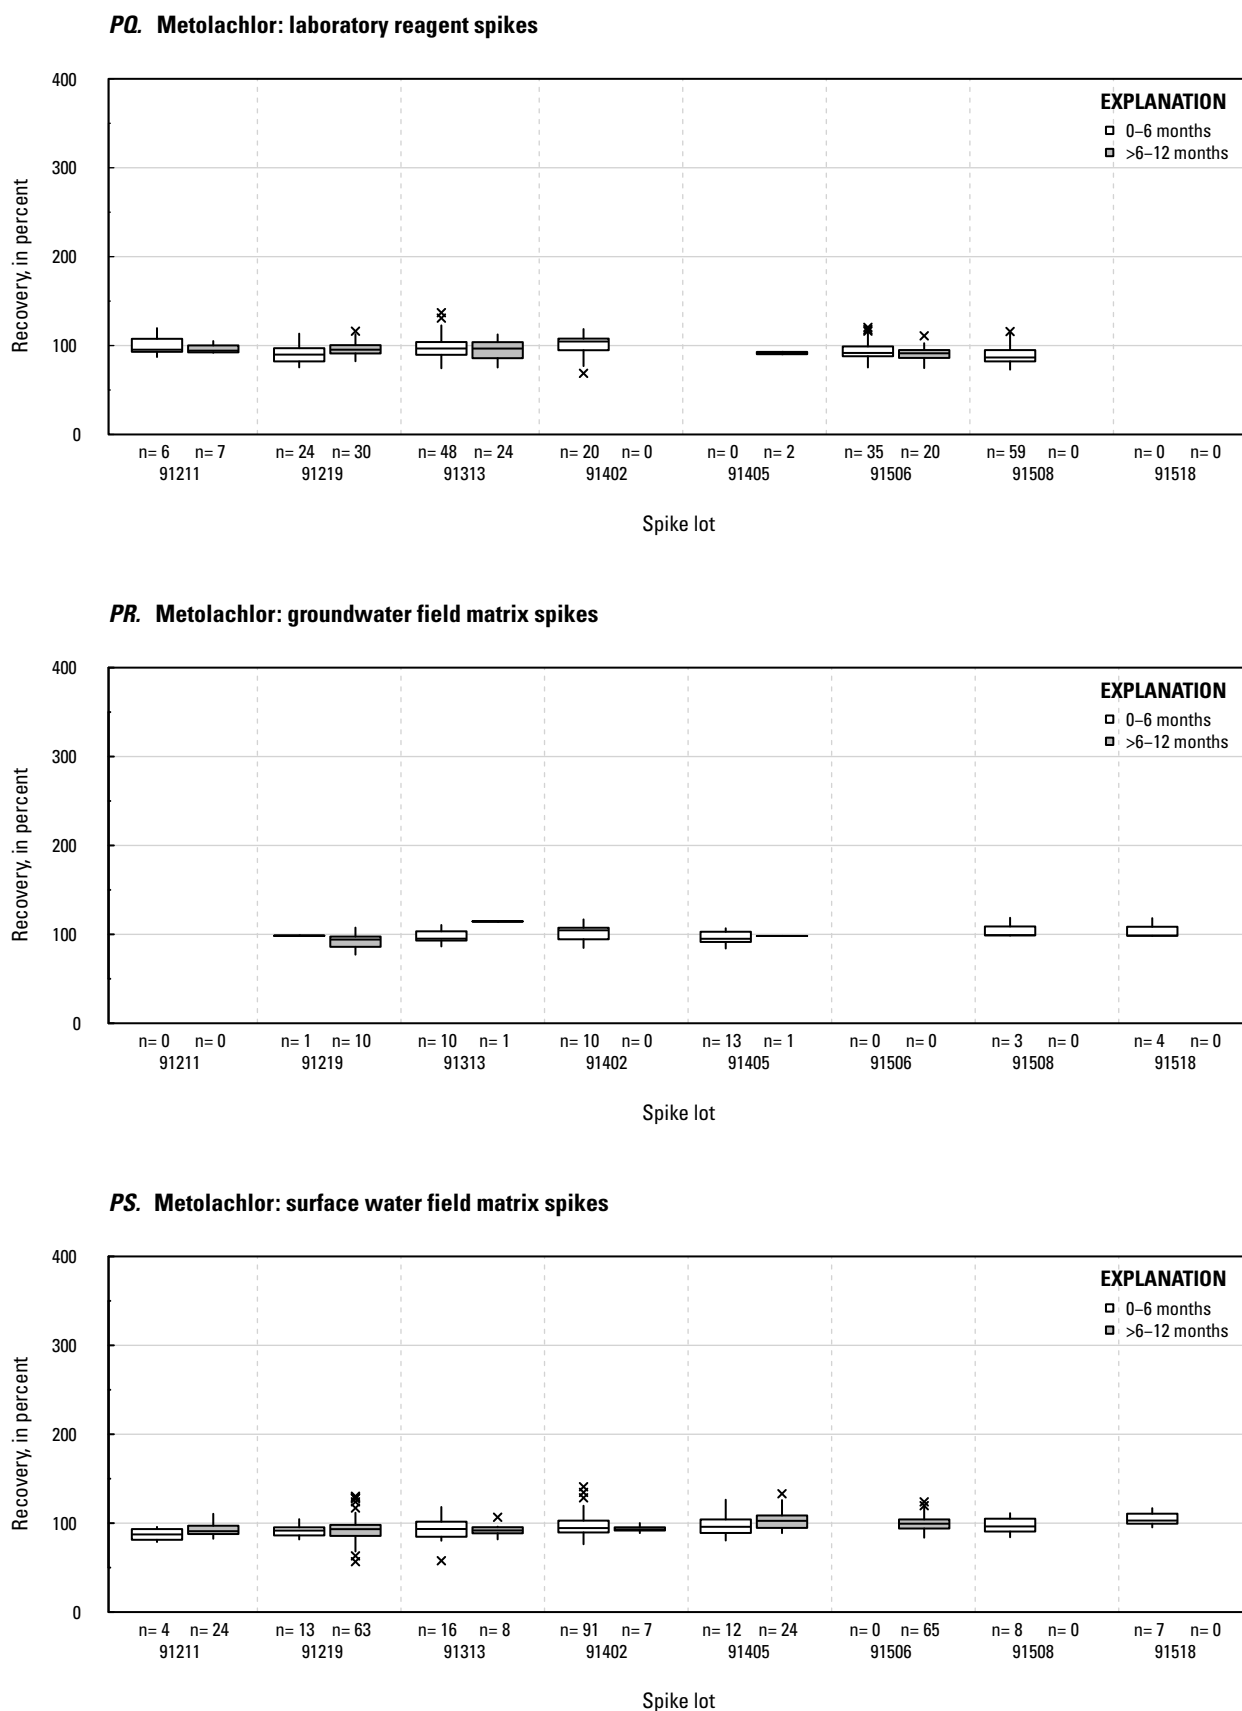 PQ. Metolachlor: laboratory reagent spikes
400
300
200
100
0
Recovery, in percent
EXPLANATION
0–6 months
>6–12 months
n= 6 n= 7 n= 24 n= 30 n= 48 n= 24 n= 20 n= 0 n= 0 n= 2 n= 35 n= 20 n= 59 n= 0 n= 0 n= 0
91211 91219 91313 91402 91405 91506 91508 91518
Spike lot
PR. Metolachlor: groundwater field matrix spikes
400
300
200
100
0
Recovery, in percent
EXPLANATION
0–6 months
>6–12 months
n= 0 n= 0 n= 1 n= 10 n= 10 n= 1 n= 10 n= 0 n= 13 n= 1 n= 0 n= 0 n= 3 n= 0 n= 4 n= 0
91211 91219 91313 91402 91405 91506 91508 91518
Spike lot
PS. Metolachlor: surface water field matrix spikes
400
300
200
100
0
Recovery, in percent
EXPLANATION
0–6 months
>6–12 months
n= 4 n= 24 n= 13 n= 63 n= 16 n= 8 n= 91 n= 7 n= 12 n= 24 n= 0 n= 65 n= 8 n= 0 n= 7 n= 0
91211 91219 91313 91402 91405 91506 91508 91518
Spike lot